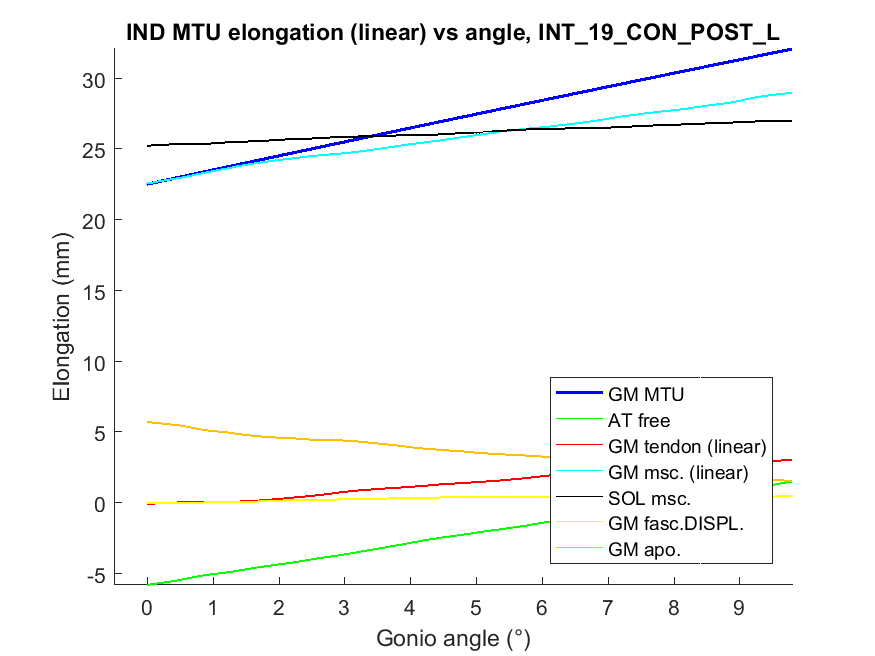 IND MTU elongation (linear) vs angle, INT_19_CON_POST_L
Elongation (mm)
30
25
20
15
10
5
0
-5
GM MTU
AT free
GM tendon (linear)
GM msc. (linear)
SOL msc.
GM fasc.DISPL.
GM apo.
0 1 2 3 4 5 6 7 8 9
Gonio angle (°)